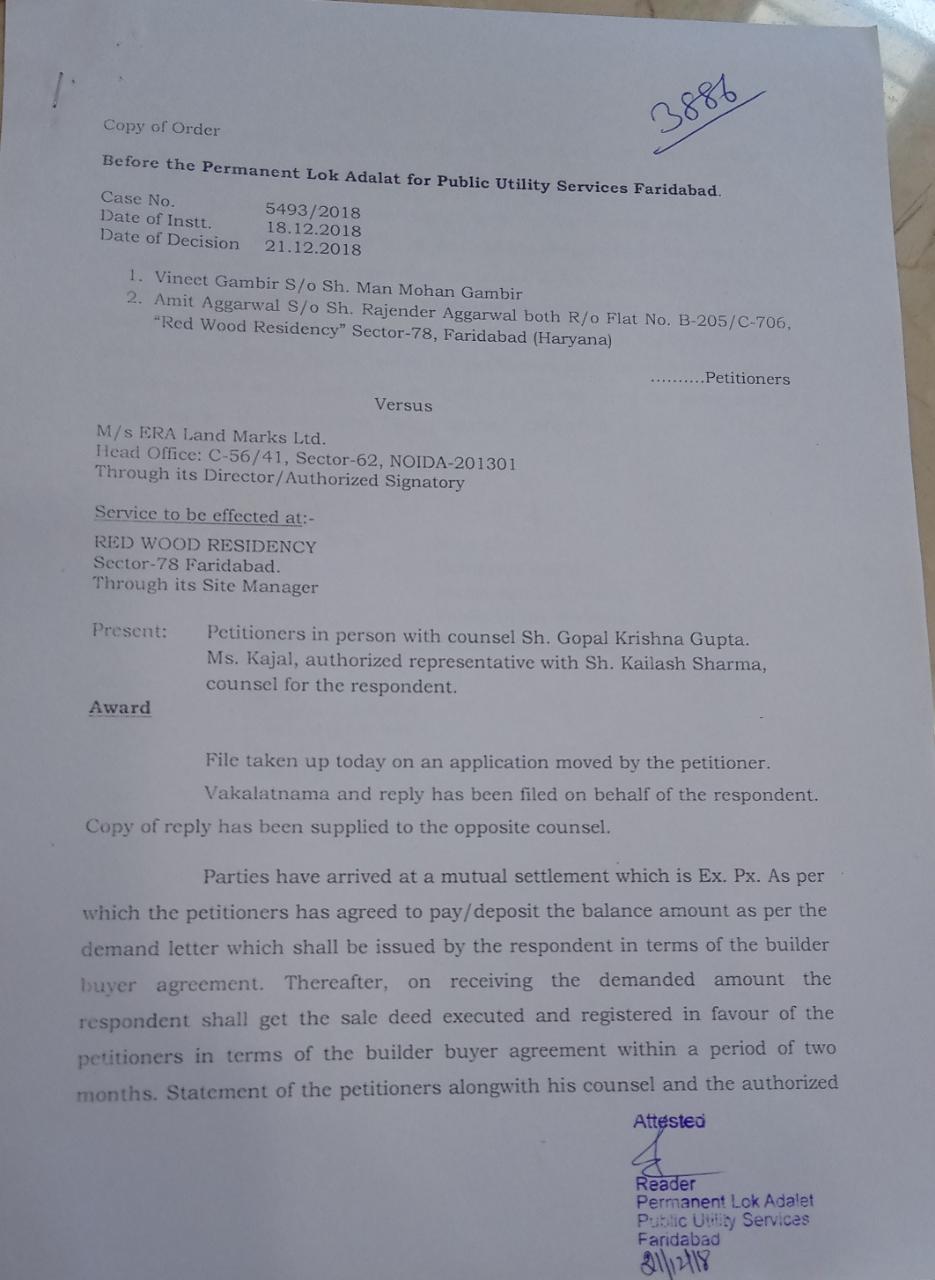 3886
Copy of Order
Before the Permanent Lok Adalat for Public Utility Services Faridabad.
Case No. 5493/2018
Date of Instt. 18.12.2018
Date of Decision 21.12.2018
1. Vineet Gambir S/o Sh. Man Mohan Gambir
2. Amit Aggarwal S/o Sh. Rajender Aggarwal both R/o Flat No. B-205/C-706,
“Red Wood Residency” Sector-78, Faridabad (Haryana)
..........Petitioners
Versus
M/s ERA Land Marks Ltd.
Head Office: C-56/41, Sector-62, NOIDA-201301
Through its Director/Authorized Signatory
Service to be effected at:-
RED WOOD RESIDENCY
Sector-78 Faridabad.
Through its Site Manager
Present: Petitioners in person with counsel Sh. Gopal Krishna Gupta.
Ms. Kajal, authorized representative with Sh. Kailash Sharma,
counsel for the respondent.
Award
File taken up today on an application moved by the petitioner.
Vakalatnama and reply has been filed on behalf of the respondent.
Copy of reply has been supplied to the opposite counsel.
Parties have arrived at a mutual settlement which is Ex. Px. As per
which the petitioners has agreed to pay/deposit the balance amount as per the
demand letter which shall be issued by the respondent in terms of the builder
buyer agreement. Thereafter, on receiving the demanded amount the
respondent shall get the sale deed executed and registered in favour of the
petitioners in terms of the builder buyer agreement within a period of two
months. Statement of the petitioners alongwith his counsel and the authorized
Attested
Reader
Permanent Lok Adalet
Public Utility Services
Faridabad
21/12/18